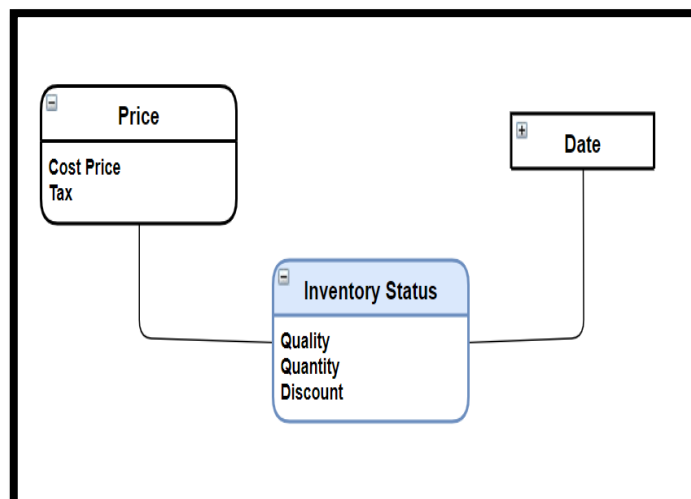 Price
Cost Price
Tax
Date
Inventory Status
Quality
Quantity
Discount